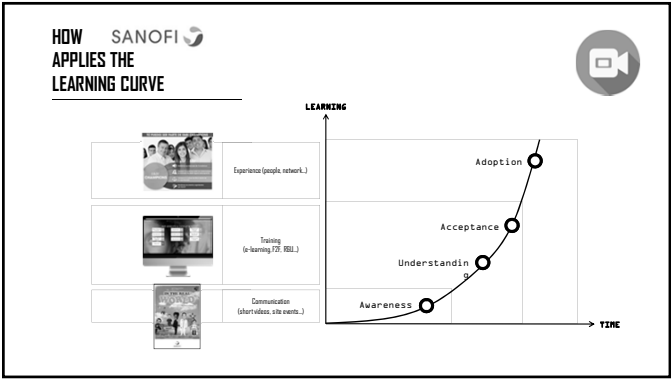 HOW SANOFI
APPLIES THE
LEARNING CURVE
LEARNING
Experience (people, network...)
Adoption
Training
(e-learning, F2F, R&U...)
Acceptance
Understandin
g
Communication
(short videos, site events...)
Awareness
TIME